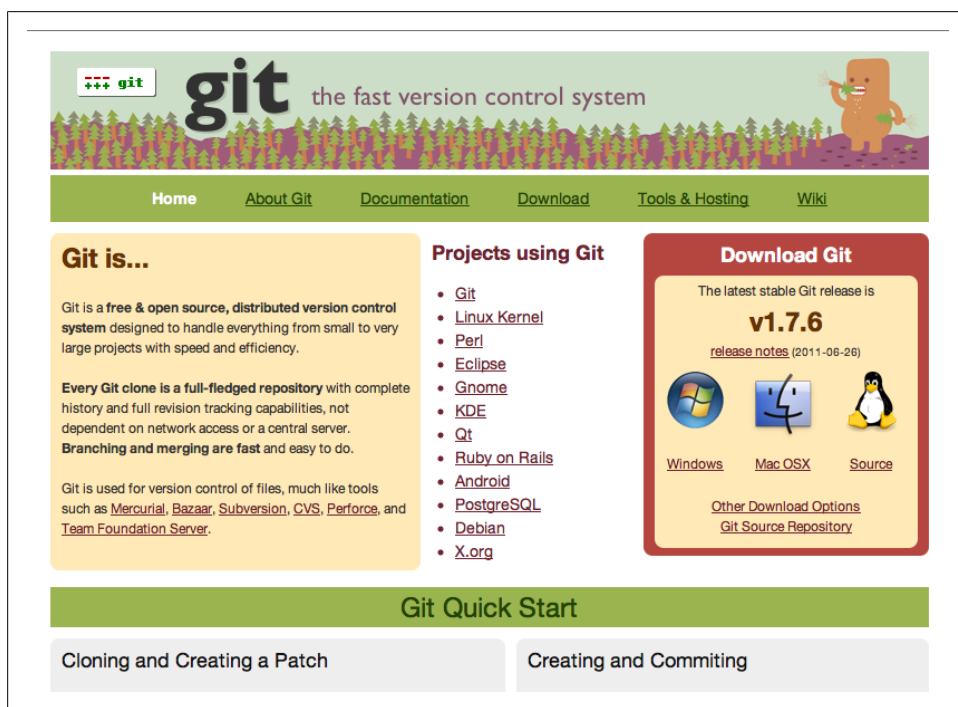 git
git
the fast version control system
Home About Git Documentation Download Tools & Hosting Wiki
Git is...
Git is a free & open source, distributed version control
system designed to handle everything from small to very
large projects with speed and efficiency.
Every Git clone is a full-fledged repository with complete
history and full revision tracking capabilities, not
dependent on network access or a central server.
Branching and merging are fast and easy to do.
Git is used for version control of files, much like tools
such as Mercurial, Bazaar, Subversion, CVS, Perforce, and
Team Foundation Server.
Projects using Git
Git
Linux Kernel
Perl
Eclipse
Gnome
KDE
Qt
Ruby on Rails
Android
PostgreSQL
Debian
X.org
Download Git
The latest stable Git release is
v1.7.6
release notes (2011-06-26)
Windows Mac OSX Source
Other Download Options
Git Source Repository
Git Quick Start
Cloning and Creating a Patch
Creating and Commiting